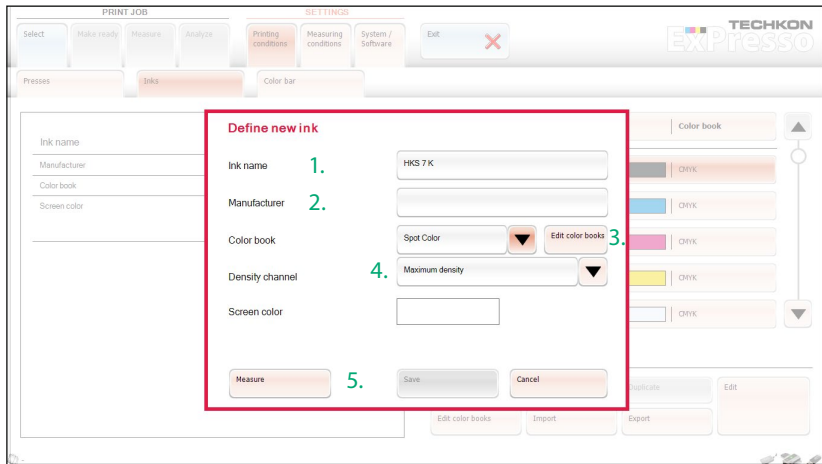 PRINT JOB SETTINGS
TECHKON
ExPresso
Select Make ready Measure Analyze Printing conditions Measuring conditions System / Software Exit
Presses Inks Color bar
Define new ink
Ink name 1. HKS 7 K
Manufacturer 2.
Color book Spot Color Edit color books 3.
Density channel 4. Maximum density
Screen color
Measure 5. Save Cancel
Ink name
Manufacturer
Color book
Screen color
Color book
CMYK
CMYK
CMYK
CMYK
CMYK
Duplicate Edit
Edit color books Import Export